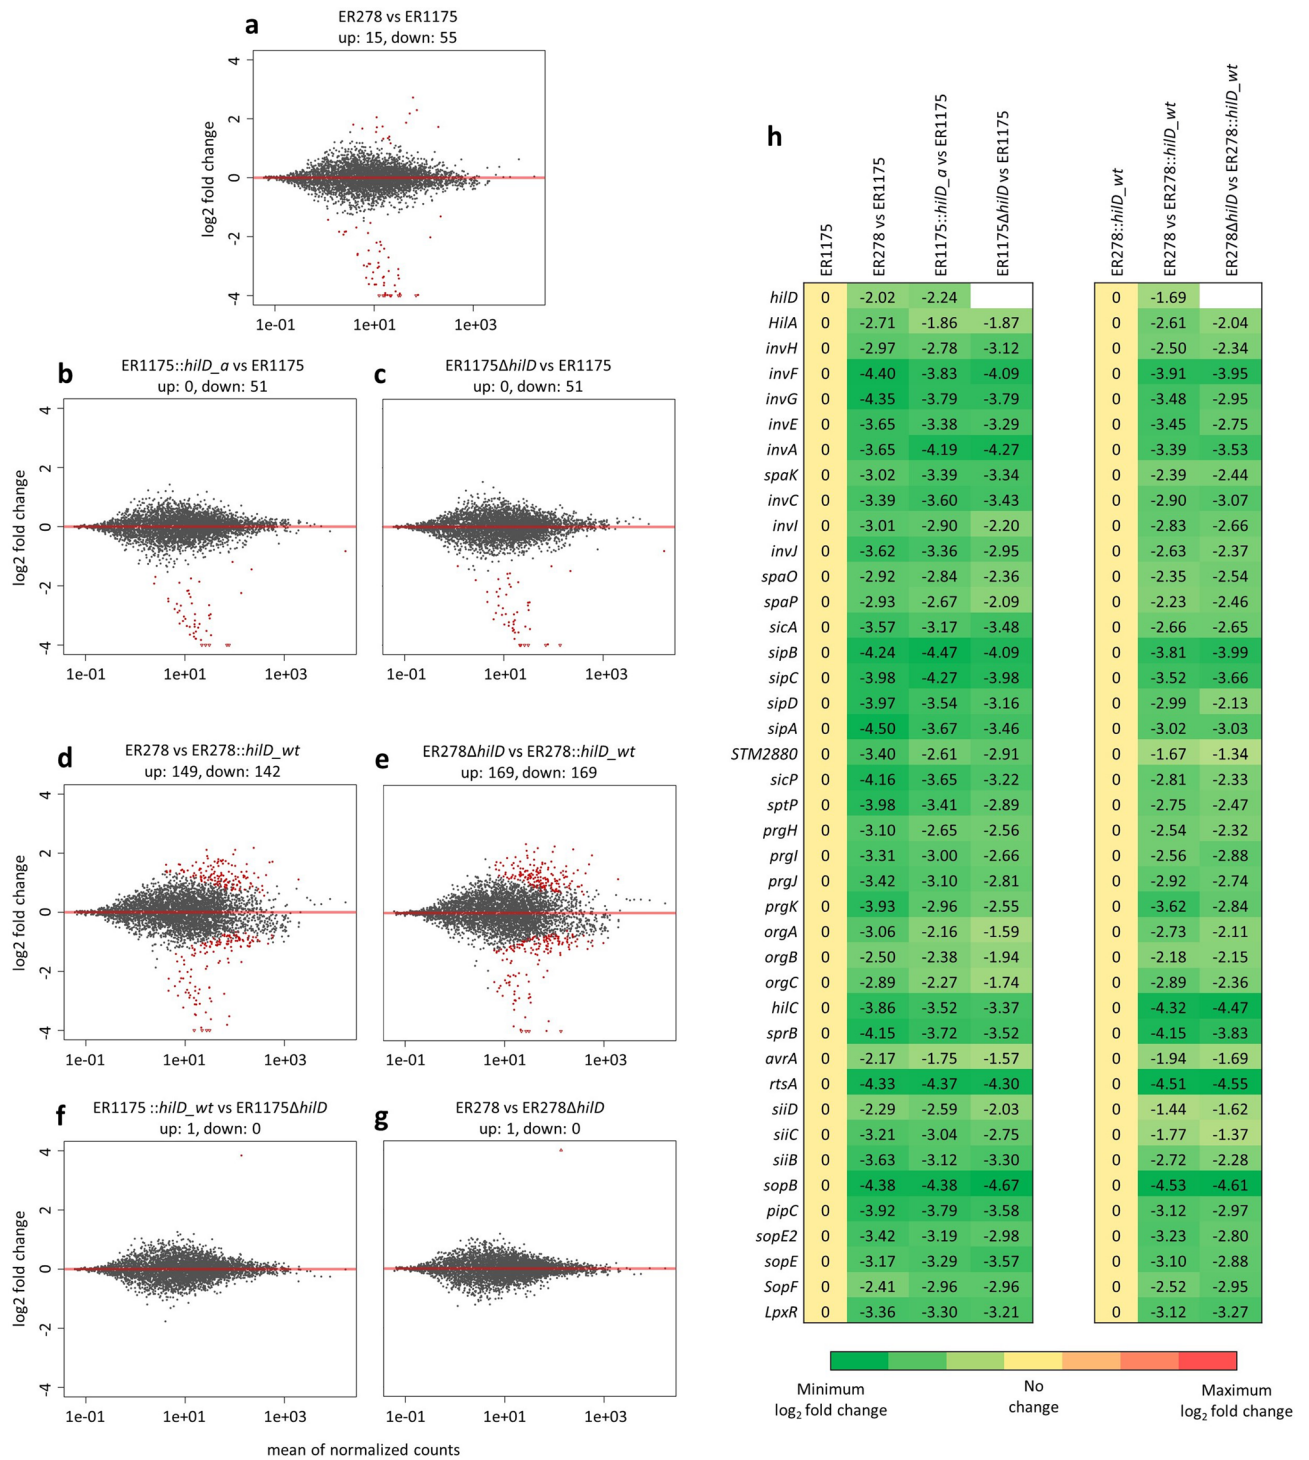 a
ER278 vs ER1175
up: 15, down: 55
log2 fold change
4
2
0
-2
-4
1e-01 1e+01 1e+03
b
ER1175::hilD_a vs ER1175
up: 0, down: 51
log2 fold change
4
2
0
-2
-4
1e-01 1e+01 1e+03
c
ER1175ΔhilD vs ER1175
up: 0, down: 51
1e-01 1e+01 1e+03
d
ER278 vs ER278::hilD_wt
up: 149, down: 142
log2 fold change
4
2
0
-2
-4
1e-01 1e+01 1e+03
e
ER278ΔhilD vs ER278::hilD_wt
up: 169, down: 169
1e-01 1e+01 1e+03
f
ER1175 ::hilD_wt vs ER1175ΔhilD
up: 1, down: 0
log2 fold change
4
2
0
-2
-4
1e-01 1e+01 1e+03
g
ER278 vs ER278ΔhilD
up: 1, down: 0
1e-01 1e+01 1e+03
mean of normalized counts
h
ER1175
ER278 vs ER1175
ER1175::hilD_a vs ER1175
ER1175ΔhilD vs ER1175
ER278::hilD_wt
ER278 vs ER278::hilD_wt
ER278ΔhilD vs ER278::hilD_wt
hilD 0 -2.02 -2.24 0 -1.69
HilA 0 -2.71 -1.86 -1.87 0 -2.61 -2.04
invH 0 -2.97 -2.78 -3.12 0 -2.50 -2.34
invF 0 -4.40 -3.83 -4.09 0 -3.91 -3.95
invG 0 -4.35 -3.79 -3.79 0 -3.48 -2.95
invE 0 -3.65 -3.38 -3.29 0 -3.45 -2.75
invA 0 -3.65 -4.19 -4.27 0 -3.39 -3.53
spaK 0 -3.02 -3.39 -3.34 0 -2.39 -2.44
invC 0 -3.39 -3.60 -3.43 0 -2.90 -3.07
invI 0 -3.01 -2.90 -2.20 0 -2.83 -2.66
invJ 0 -3.62 -3.36 -2.95 0 -2.63 -2.37
spaO 0 -2.92 -2.84 -2.36 0 -2.35 -2.54
spaP 0 -2.93 -2.67 -2.09 0 -2.23 -2.46
sicA 0 -3.57 -3.17 -3.48 0 -2.66 -2.65
sipB 0 -4.24 -4.47 -4.09 0 -3.81 -3.99
sipC 0 -3.98 -4.27 -3.98 0 -3.52 -3.66
sipD 0 -3.97 -3.54 -3.16 0 -2.99 -2.13
sipA 0 -4.50 -3.67 -3.46 0 -3.02 -3.03
STM2880 0 -3.40 -2.61 -2.91 0 -1.67 -1.34
sicP 0 -4.16 -3.65 -3.22 0 -2.81 -2.33
sptP 0 -3.98 -3.41 -2.89 0 -2.75 -2.47
prgH 0 -3.10 -2.65 -2.56 0 -2.54 -2.32
prgI 0 -3.31 -3.00 -2.66 0 -2.56 -2.88
prgJ 0 -3.42 -3.10 -2.81 0 -2.92 -2.74
prgK 0 -3.93 -2.96 -2.55 0 -3.62 -2.84
orgA 0 -3.06 -2.16 -1.59 0 -2.73 -2.11
orgB 0 -2.50 -2.38 -1.94 0 -2.18 -2.15
orgC 0 -2.89 -2.27 -1.74 0 -2.89 -2.36
hilC 0 -3.86 -3.52 -3.37 0 -4.32 -4.47
sprB 0 -4.15 -3.72 -3.52 0 -4.15 -3.83
avrA 0 -2.17 -1.75 -1.57 0 -1.94 -1.69
rtsA 0 -4.33 -4.37 -4.30 0 -4.51 -4.55
siiD 0 -2.29 -2.59 -2.03 0 -1.44 -1.62
siiC 0 -3.21 -3.04 -2.75 0 -1.77 -1.37
siiB 0 -3.63 -3.12 -3.30 0 -2.72 -2.28
sopB 0 -4.38 -4.38 -4.67 0 -4.53 -4.61
pipC 0 -3.92 -3.79 -3.58 0 -3.12 -2.97
sopE2 0 -3.42 -3.19 -2.98 0 -3.23 -2.80
sopE 0 -3.17 -3.29 -3.57 0 -3.10 -2.88
SopF 0 -2.41 -2.96 -2.96 0 -2.52 -2.95
LpxR 0 -3.36 -3.30 -3.21 0 -3.12 -3.27
Minimum
log2 fold change
No
change
Maximum
log2 fold change